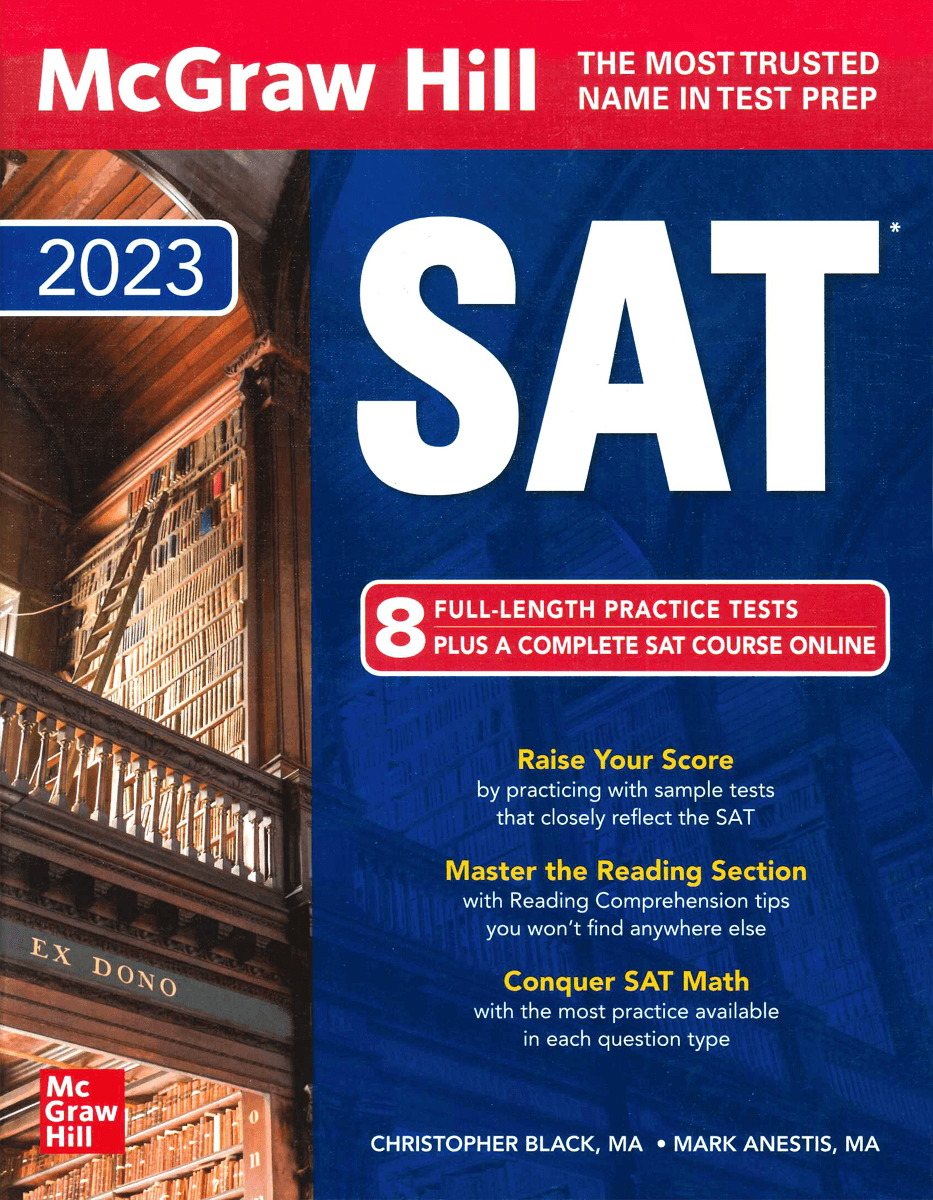 McGraw Hill
THE MOST TRUSTED
NAME IN TEST PREP
2023
SAT*
8
FULL-LENGTH PRACTICE TESTS
PLUS A COMPLETE SAT COURSE ONLINE
Raise Your Score
by practicing with sample tests
that closely reflect the SAT
Master the Reading Section
with Reading Comprehension tips
you won't find anywhere else
Conquer SAT Math
with the most practice available
in each question type
EX DONO
Mc
Graw
Hill
CHRISTOPHER BLACK, MA • MARK ANESTIS, MA